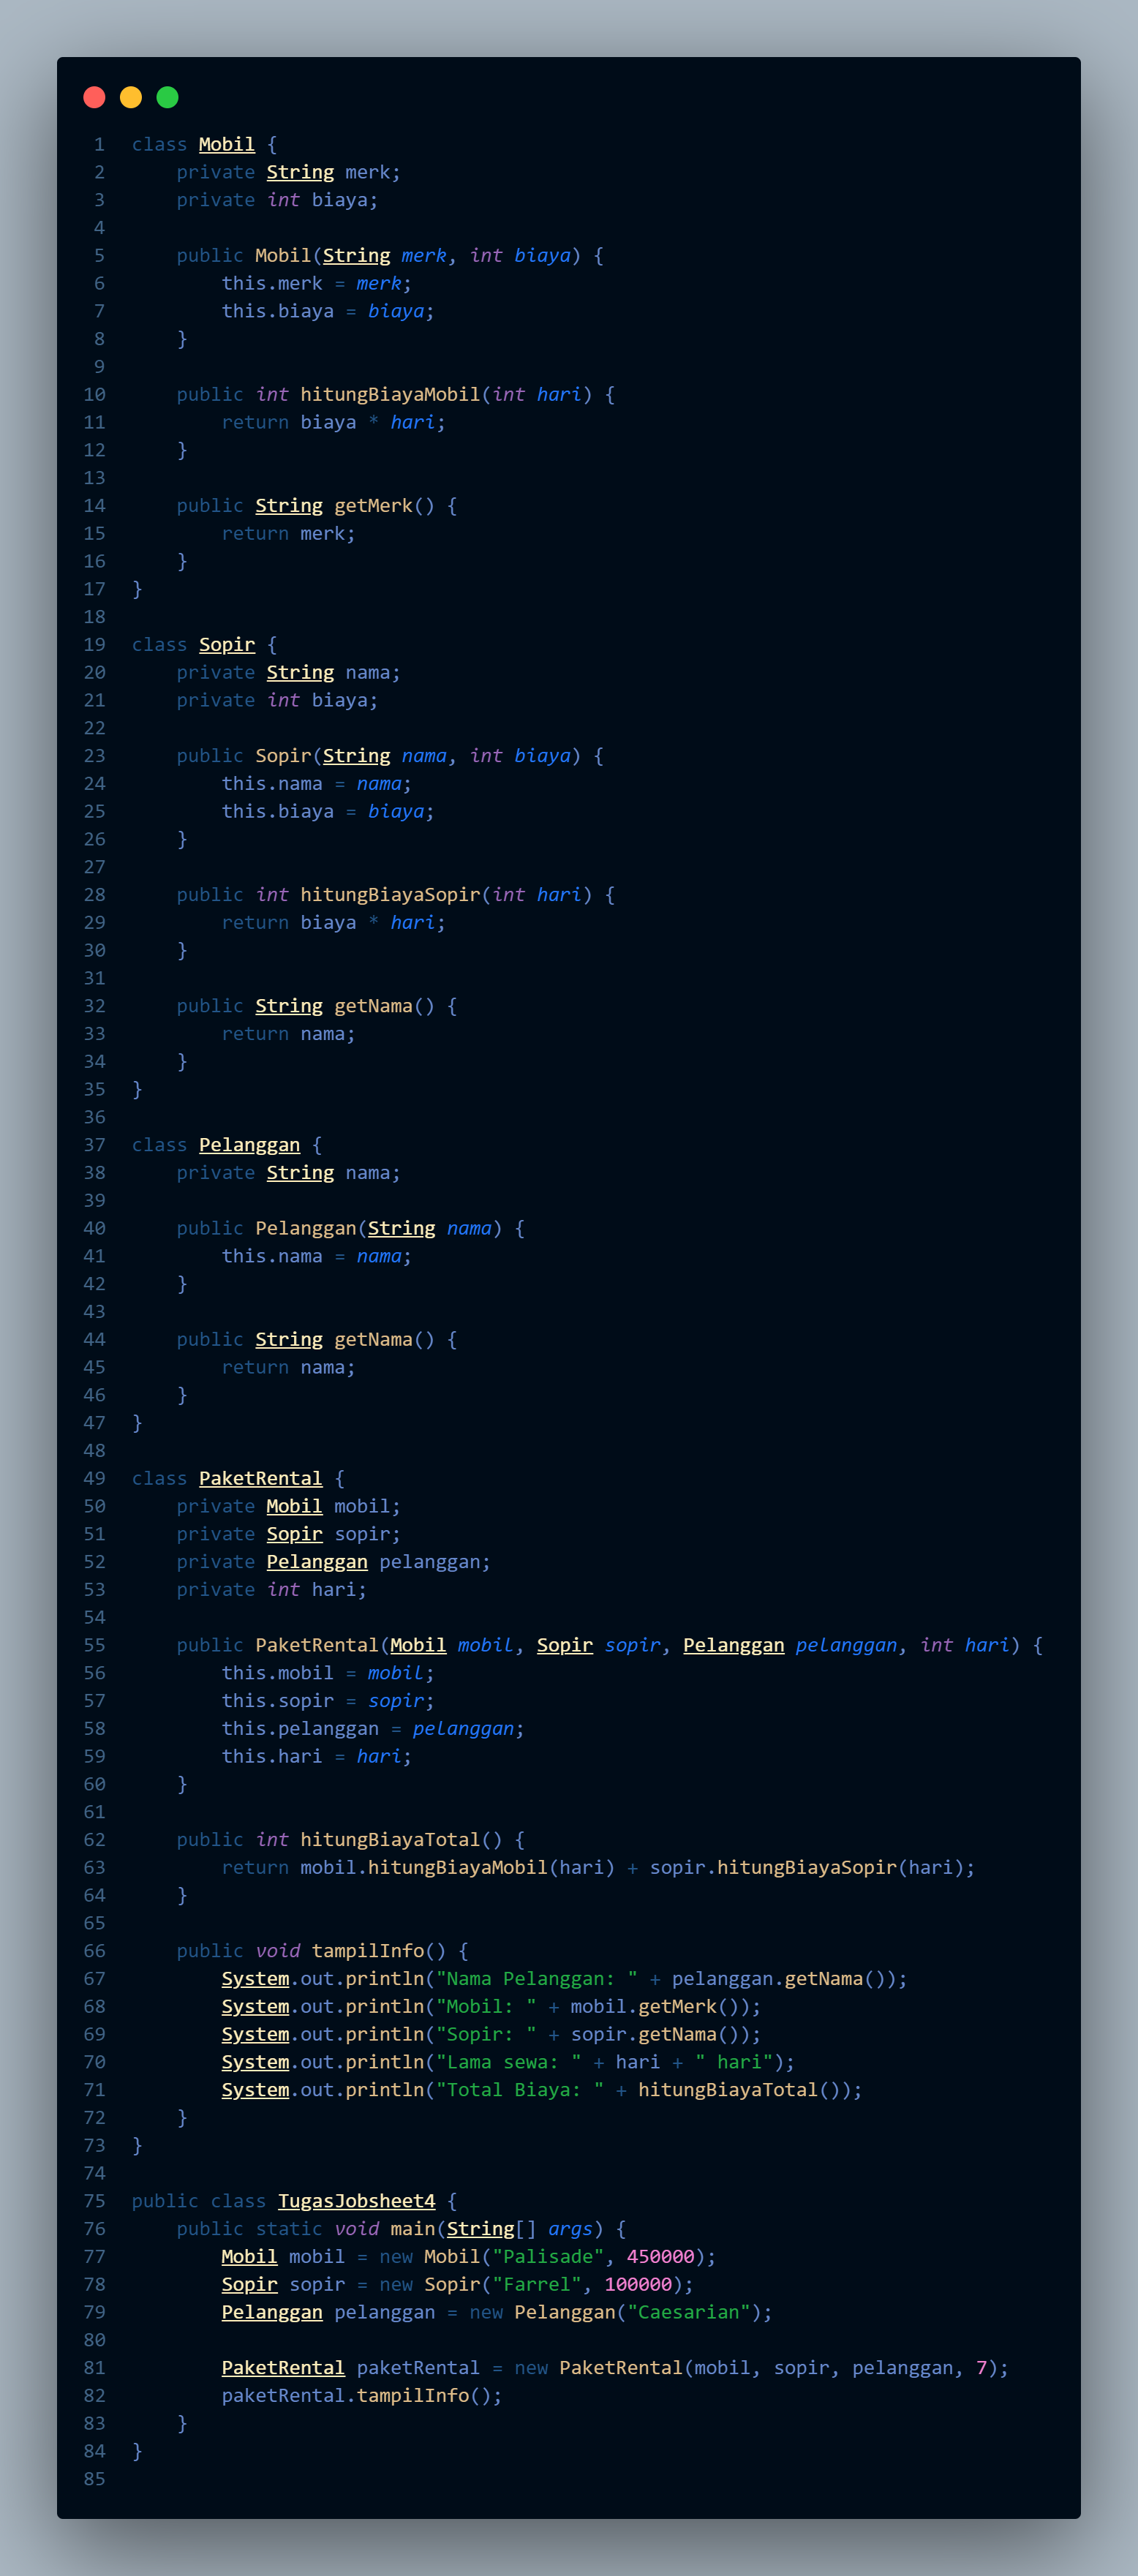 1 class Mobil {
2     private String merk;
3     private int biaya;
4
5     public Mobil(String merk, int biaya) {
6         this.merk = merk;
7         this.biaya = biaya;
8     }
9
10     public int hitungBiayaMobil(int hari) {
11         return biaya * hari;
12     }
13
14     public String getMerk() {
15         return merk;
16     }
17 }
18
19 class Sopir {
20     private String nama;
21     private int biaya;
22
23     public Sopir(String nama, int biaya) {
24         this.nama = nama;
25         this.biaya = biaya;
26     }
27
28     public int hitungBiayaSopir(int hari) {
29         return biaya * hari;
30     }
31
32     public String getNama() {
33         return nama;
34     }
35 }
36
37 class Pelanggan {
38     private String nama;
39
40     public Pelanggan(String nama) {
41         this.nama = nama;
42     }
43
44     public String getNama() {
45         return nama;
46     }
47 }
48
49 class PaketRental {
50     private Mobil mobil;
51     private Sopir sopir;
52     private Pelanggan pelanggan;
53     private int hari;
54
55     public PaketRental(Mobil mobil, Sopir sopir, Pelanggan pelanggan, int hari) {
56         this.mobil = mobil;
57         this.sopir = sopir;
58         this.pelanggan = pelanggan;
59         this.hari = hari;
60     }
61
62     public int hitungBiayaTotal() {
63         return mobil.hitungBiayaMobil(hari) + sopir.hitungBiayaSopir(hari);
64     }
65
66     public void tampilInfo() {
67         System.out.println("Nama Pelanggan: " + pelanggan.getNama());
68         System.out.println("Mobil: " + mobil.getMerk());
69         System.out.println("Sopir: " + sopir.getNama());
70         System.out.println("Lama sewa: " + hari + " hari");
71         System.out.println("Total Biaya: " + hitungBiayaTotal());
72     }
73 }
74
75 public class TugasJobsheet4 {
76     public static void main(String[] args) {
77         Mobil mobil = new Mobil("Palisade", 450000);
78         Sopir sopir = new Sopir("Farrel", 100000);
79         Pelanggan pelanggan = new Pelanggan("Caesarian");
80
81         PaketRental paketRental = new PaketRental(mobil, sopir, pelanggan, 7);
82         paketRental.tampilInfo();
83     }
84 }
85